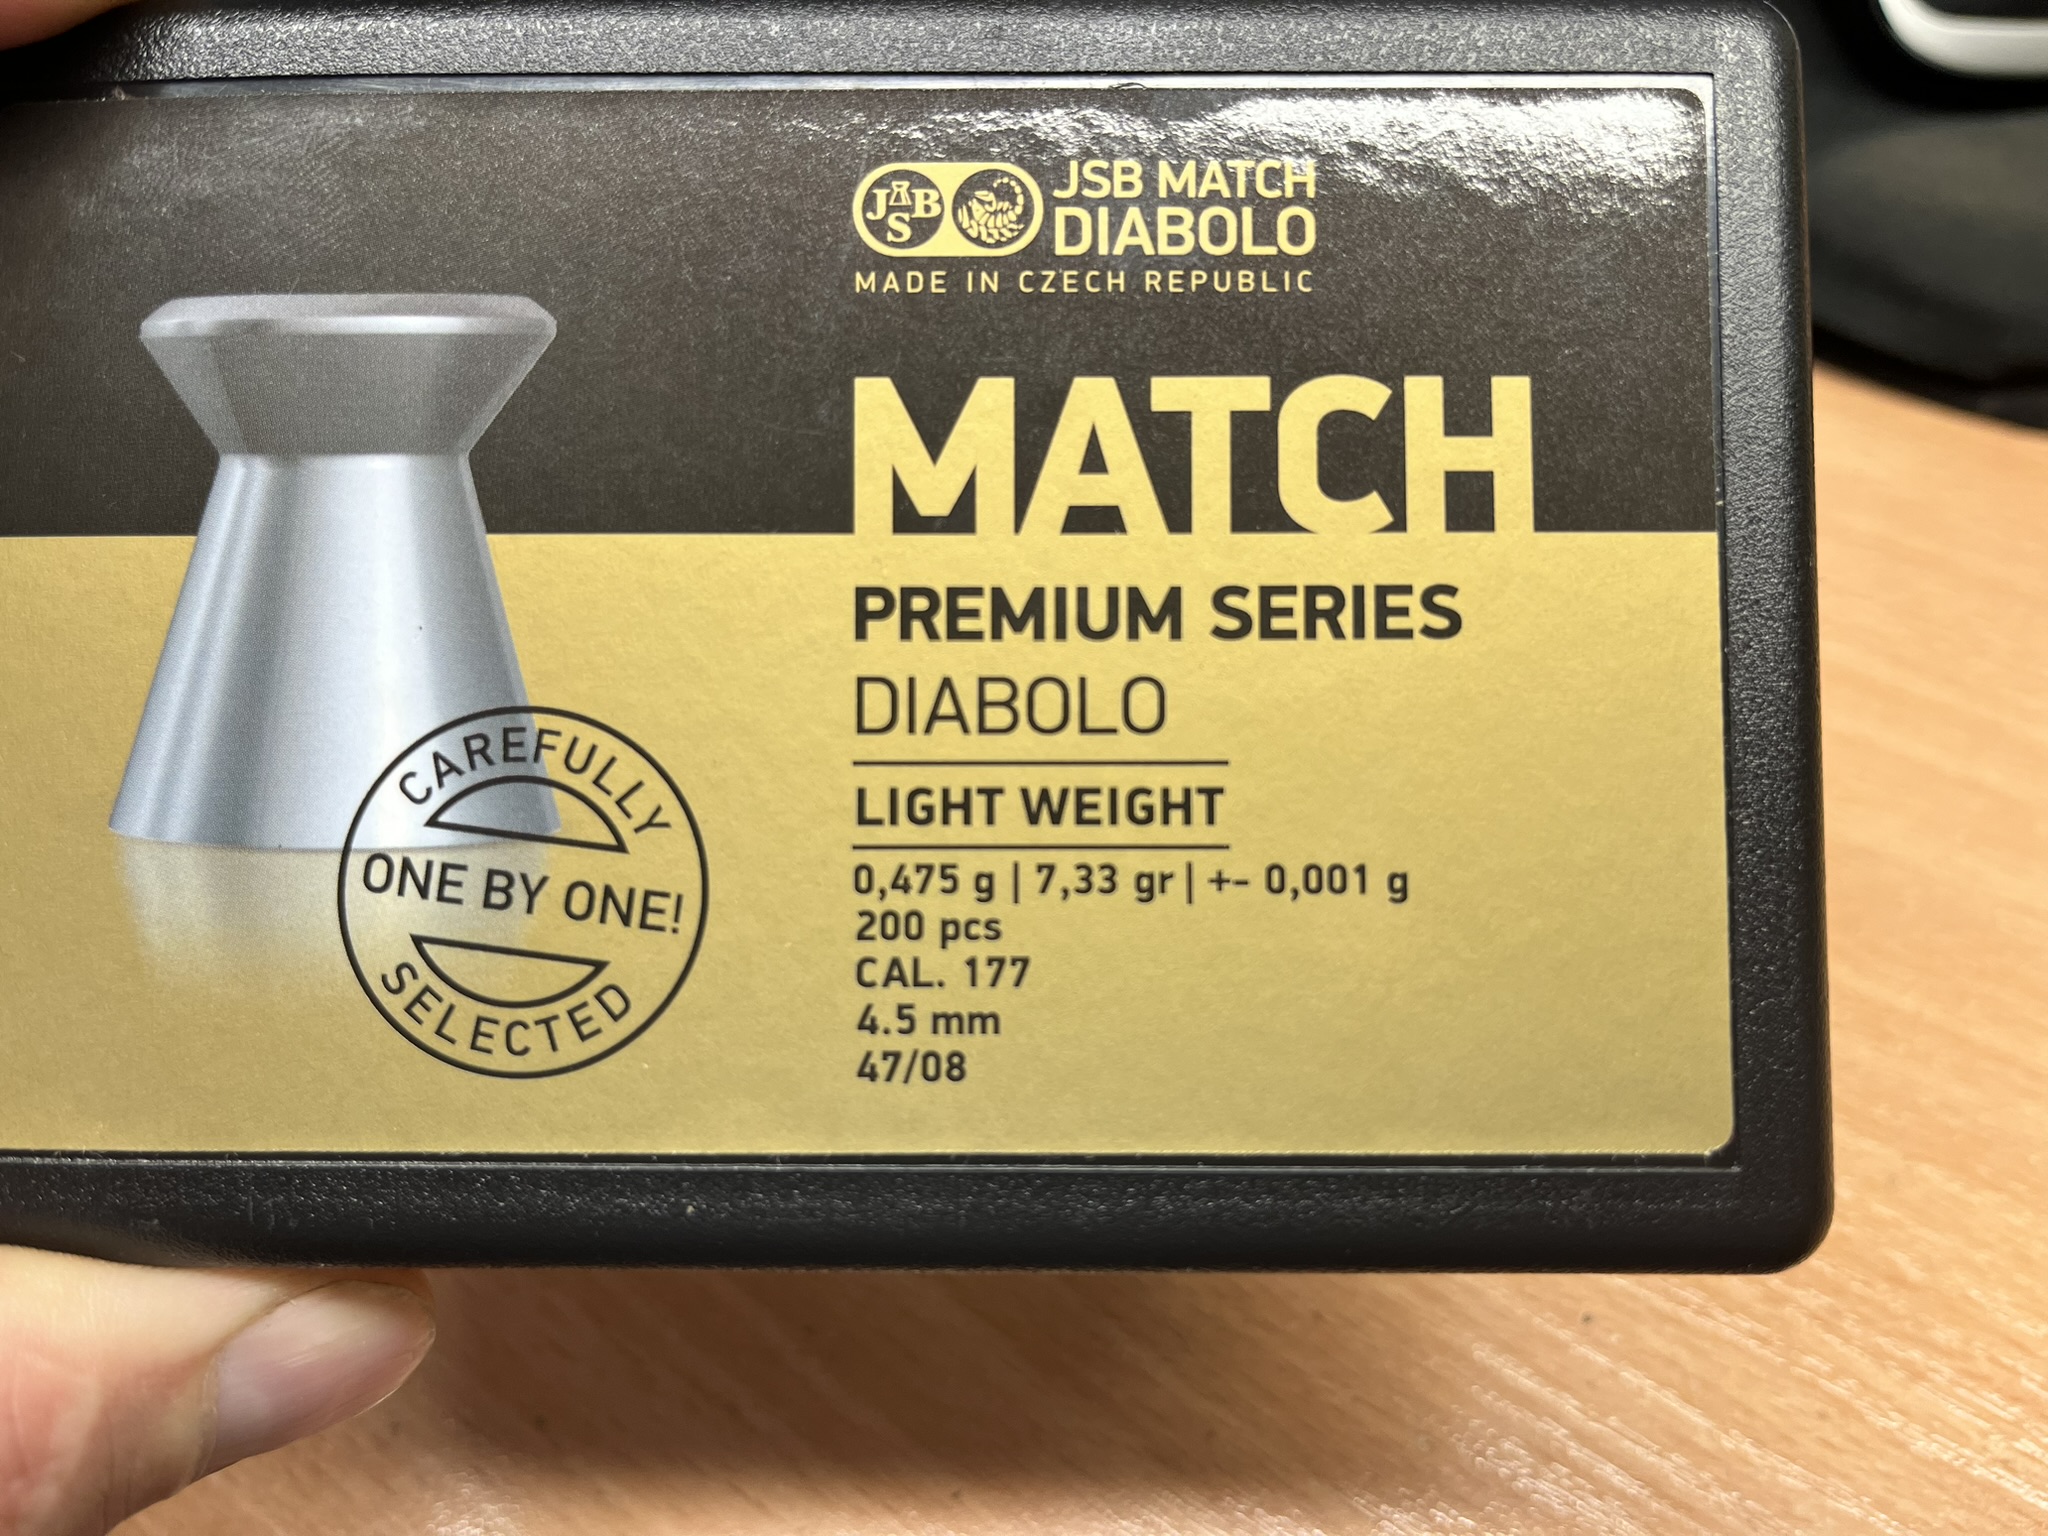 JSB
JSB MATCH
DIABOLO
MADE IN CZECH REPUBLIC
MATCH
PREMIUM SERIES
DIABOLO
LIGHT WEIGHT
0,475 g | 7,33 gr | +- 0,001 g
200 pcs
CAL. 177
4.5 mm
47/08
CAREFULLY
ONE BY ONE!
SELECTED